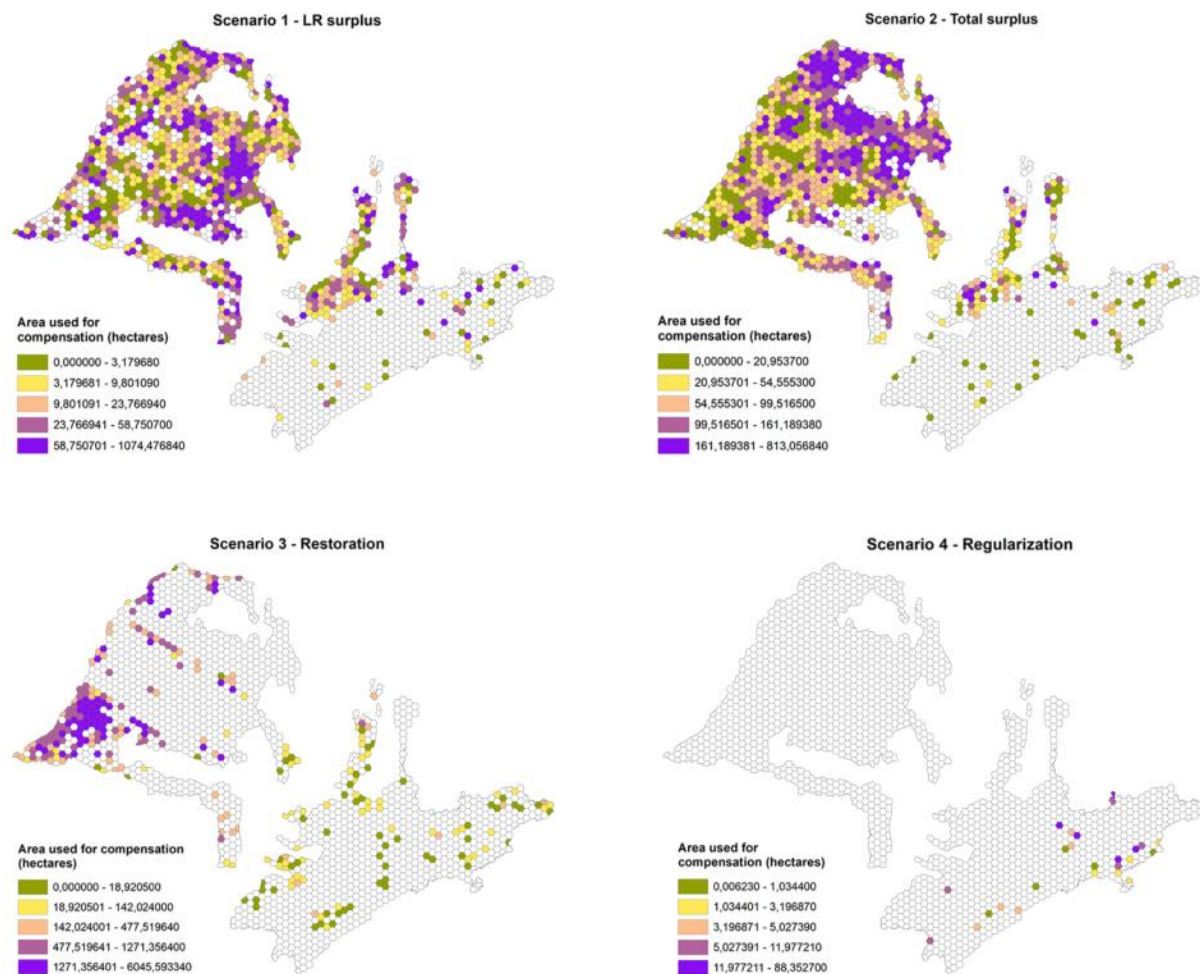 Scenario 1 - LR surplus
Area used for
compensation (hectares)
0,000000 - 3,179680
3,179681 - 9,801090
9,801091 - 23,766940
23,766941 - 58,750700
58,750701 - 1074,476840
Scenario 2 - Total surplus
Area used for
compensation (hectares)
0,000000 - 20,953700
20,953701 - 54,555300
54,555301 - 99,516500
99,516501 - 161,189380
161,189381 - 813,056840
Scenario 3 - Restoration
Area used for compensation
(hectares)
0,000000 - 18,920500
18,920501 - 142,024000
142,024001 - 477,519640
477,519641 - 1271,356400
1271,356401 - 6045,593340
Scenario 4 - Regularization
Area used for
compensation (hectares)
0,006230 - 1,034400
1,034401 - 3,196870
3,196871 - 5,027390
5,027391 - 11,977210
11,977211 - 88,352700